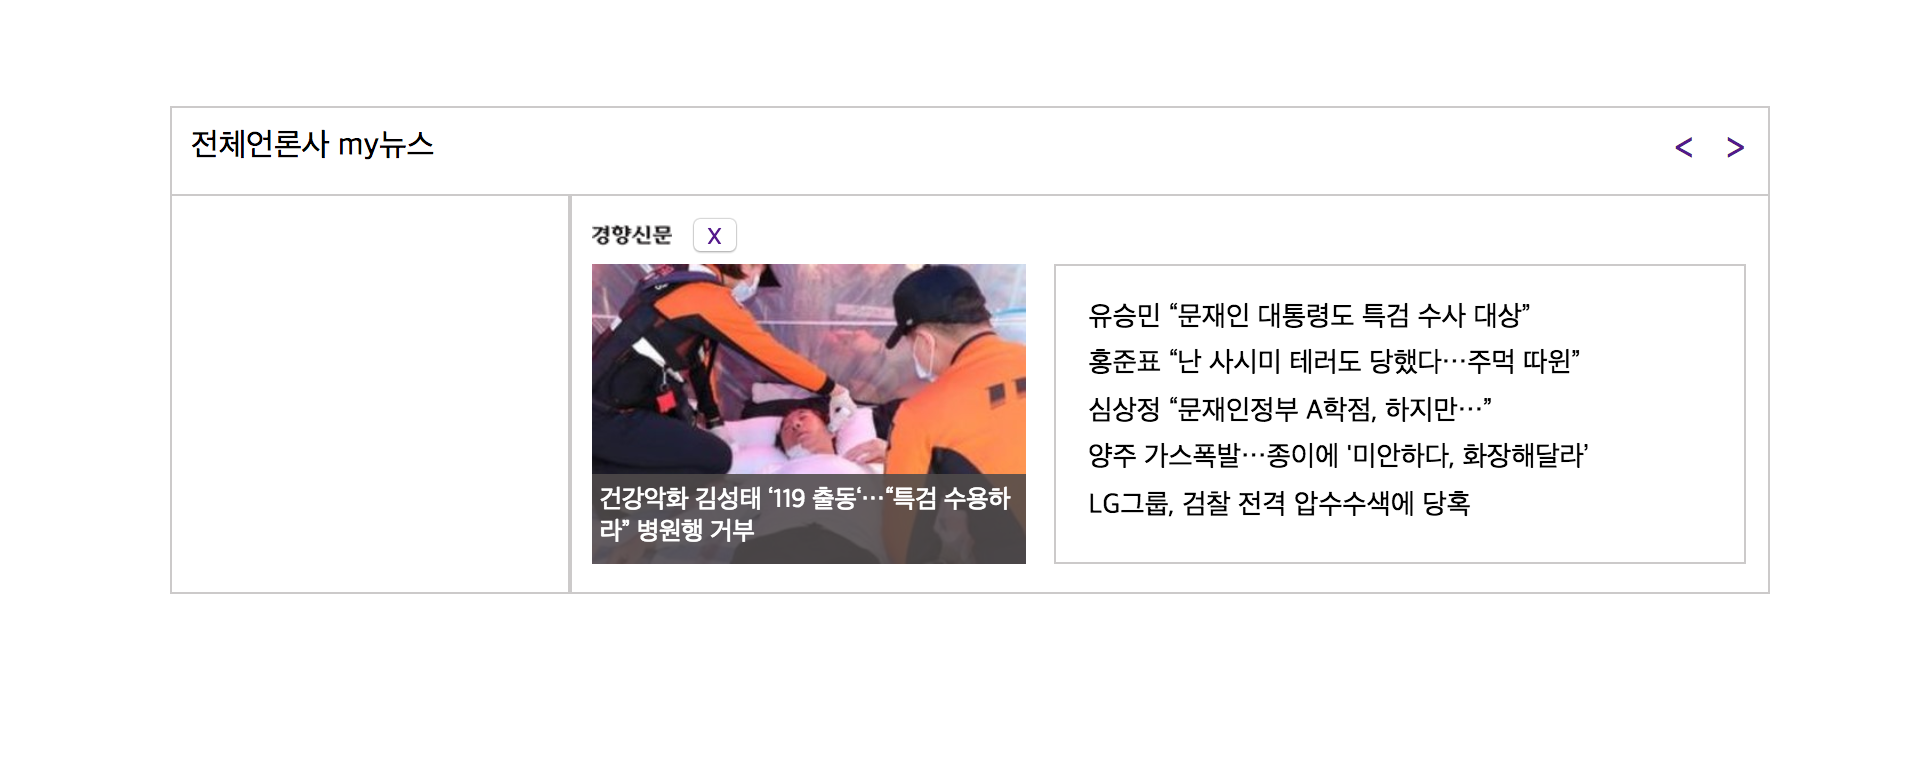 전체언론사 my뉴스
< >
경향신문 X
건강악화 김성태 ‘119 출동‘…“특검 수용하
라” 병원행 거부
유승민 “문재인 대통령도 특검 수사 대상”
홍준표 “난 사시미 테러도 당했다…주먹 따윈”
심상정 “문재인정부 A학점, 하지만…”
양주 가스폭발…종이에 '미안하다, 화장해달라’
LG그룹, 검찰 전격 압수수색에 당혹